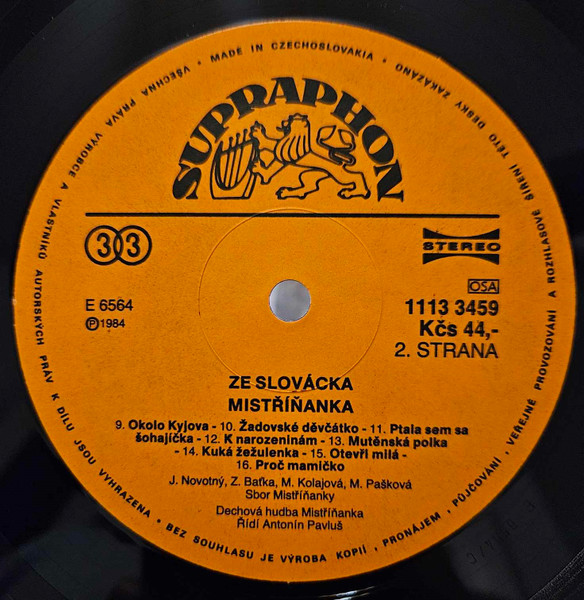 VŠECHNA PRÁVA VÝROBCE A VLASTNÍKŮ AUTORSKÝCH PRÁV K DÍLU JSOU VYHRAZENA • BEZ SOUHLASU JE VÝROBA KOPIÍ, PRONÁJEM, PŮJČOVÁNÍ, VEŘEJNÉ PROVOZOVÁNÍ A ROZHLASOVÉ ŠÍŘENÍ TÉTO DESKY ZAKÁZÁNO • MADE IN CZECHOSLOVAKIA •
SUPRAPHON
33
STEREO
OSA
E 6564
1113 3459
Ⓟ1984
Kčs 44,-
2. STRANA
ZE SLOVÁCKA
MISTŘÍŇANKA
9. Okolo Kyjova - 10. Žadovské děvčátko - 11. Ptala sem sa
šohajíčka - 12. K narozeninám - 13. Mutěnská polka
- 14. Kuká žežulenka - 15. Otevři milá -
16. Proč mamičko
J. Novotný, Z. Baťka, M. Kolajová, M. Pašková
Sbor Mistříňanky
Dechová hudba Mistříňanka
Řídí Antonín Pavluš